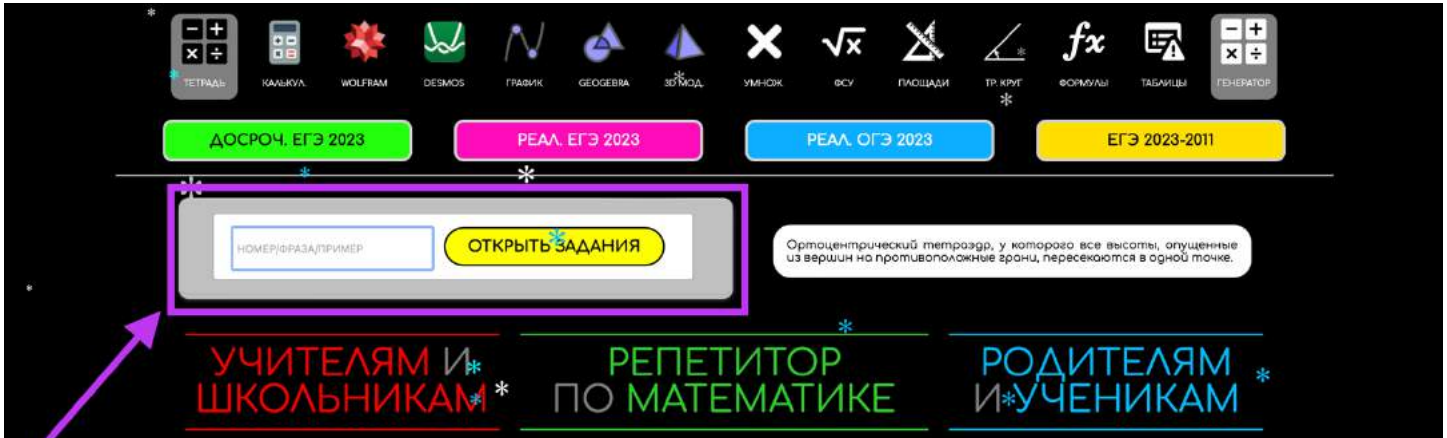 ТЕТРАДЬ КАЛЬКУЛ. WOLFRAM DESMOS ГРАФИК GEOGEBRA 3D МОД. УМНОЖ. ФСУ ПЛОЩАДИ ТР. КРУГ ФОРМУЛЫ ТАБЛИЦЫ ГЕНЕРАТОР
ДОСРОЧ. ЕГЭ 2023 РЕАЛ. ЕГЭ 2023 РЕАЛ. ОГЭ 2023 ЕГЭ 2023-2011
НОМЕР/ФРАЗА/ПРИМЕР ОТКРЫТЬ ЗАДАНИЯ
Ортоцентрический тетраэдр, у которого все высоты, опущенные
из вершин на противоположные грани, пересекаются в одной точке.
УЧИТЕЛЯМ И
ШКОЛЬНИКАМ
РЕПЕТИТОР
ПО МАТЕМАТИКЕ
РОДИТЕЛЯМ
И УЧЕНИКАМ